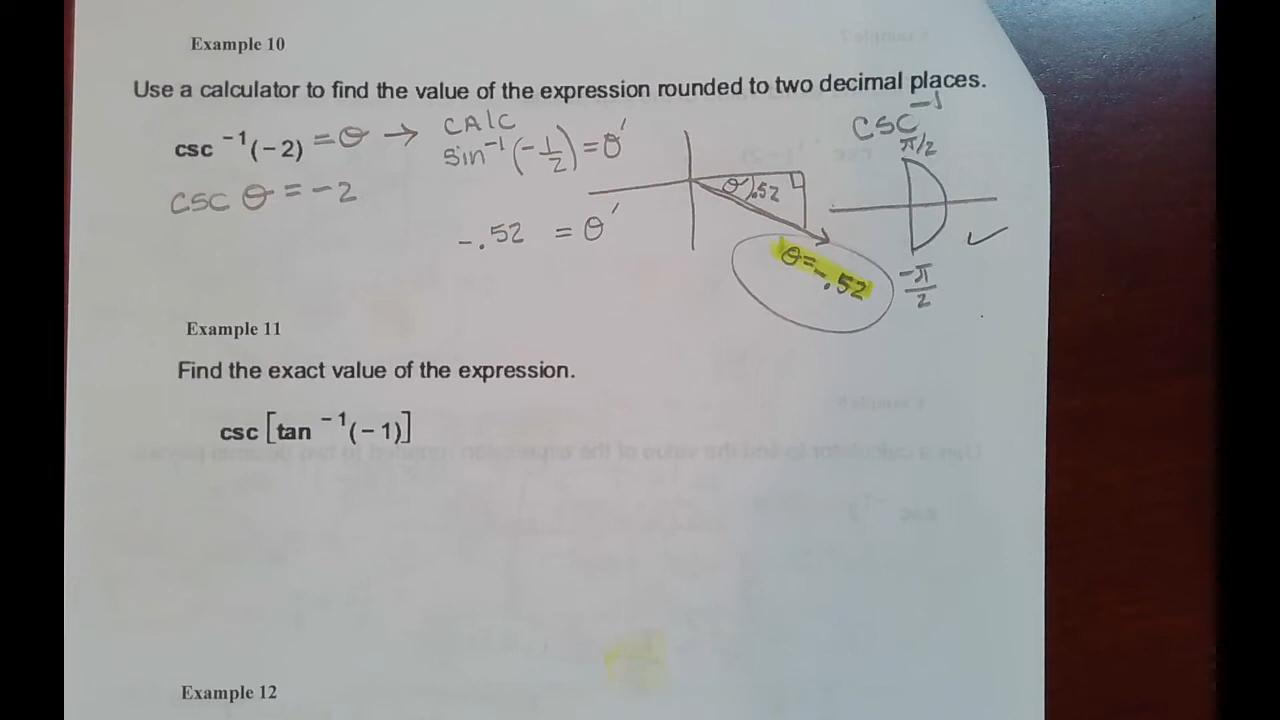 Example 10
Use a calculator to find the value of the expression rounded to two decimal places.
csc ⁻¹(-2) = θ → CAlC
sin⁻¹(-1/2) = θ'
csc θ = -2
-.52 = θ'
θ .52
θ = -.52
csc⁻¹
π/2
-π/2
Example 11
Find the exact value of the expression.
csc [tan ⁻¹(-1)]
Example 12